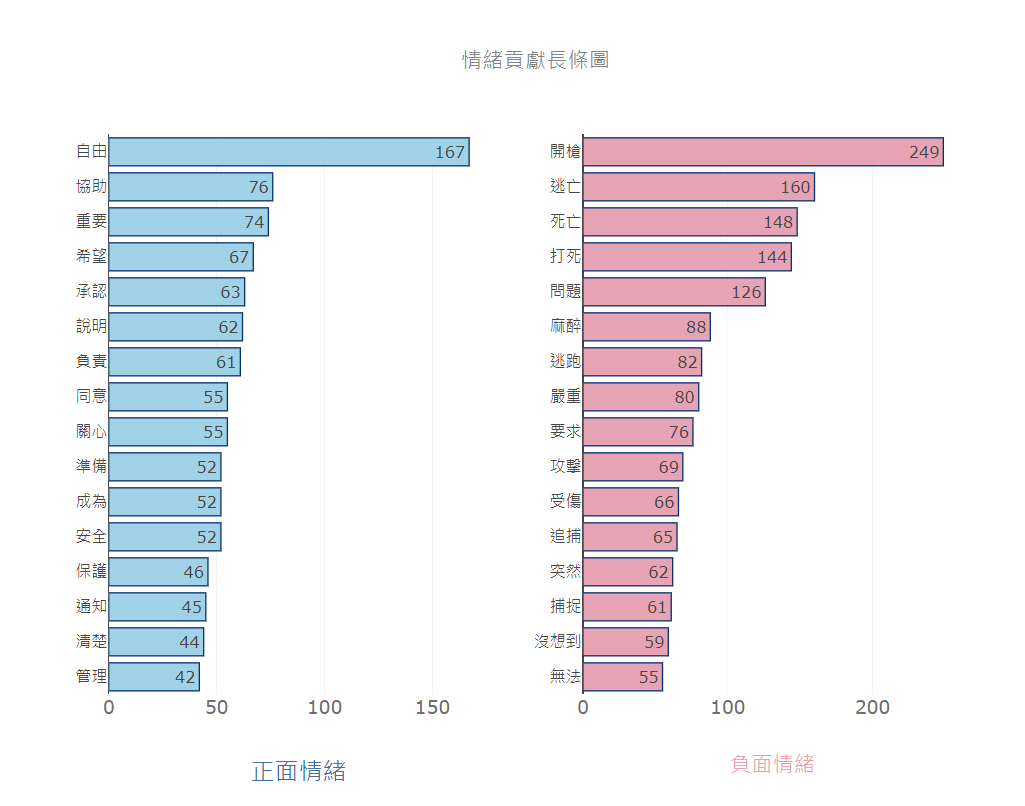 情緒貢獻長條圖
自由 167
協助 76
重要 74
希望 67
承認 63
說明 62
負責 61
同意 55
關心 55
準備 52
成為 52
安全 52
保護 46
通知 45
清楚 44
管理 42
0 50 100 150
正面情緒
開槍 249
逃亡 160
死亡 148
打死 144
問題 126
麻醉 88
逃跑 82
嚴重 80
要求 76
攻擊 69
受傷 66
追捕 65
突然 62
捕捉 61
沒想到 59
無法 55
0 100 200
負面情緒